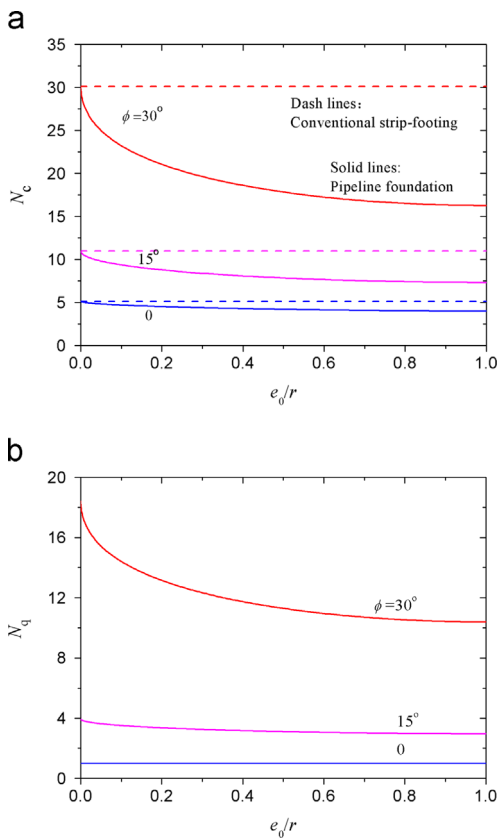 a
35
30
25
20
15
10
5
0
N_c
ϕ=30°
15°
0
Dash lines:
Conventional strip-footing
Solid lines:
Pipeline foundation
0.0 0.2 0.4 0.6 0.8 1.0
e_0/r
b
20
16
12
8
4
0
N_q
ϕ=30°
15°
0
0.0 0.2 0.4 0.6 0.8 1.0
e_0/r